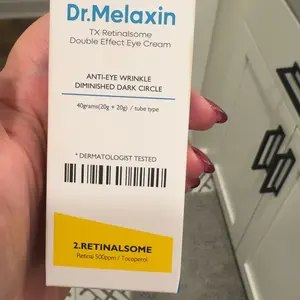 Dr.Melaxin
TX Retinalsome
Double Effect Eye Cream
ANTI-EYE WRINKLE
DIMINISHED DARK CIRCLE
40grams(20g + 20g) / tube type
* DERMATOLOGIST TESTED
2.RETINALSOME
Retinal 500ppm / Tocoperol